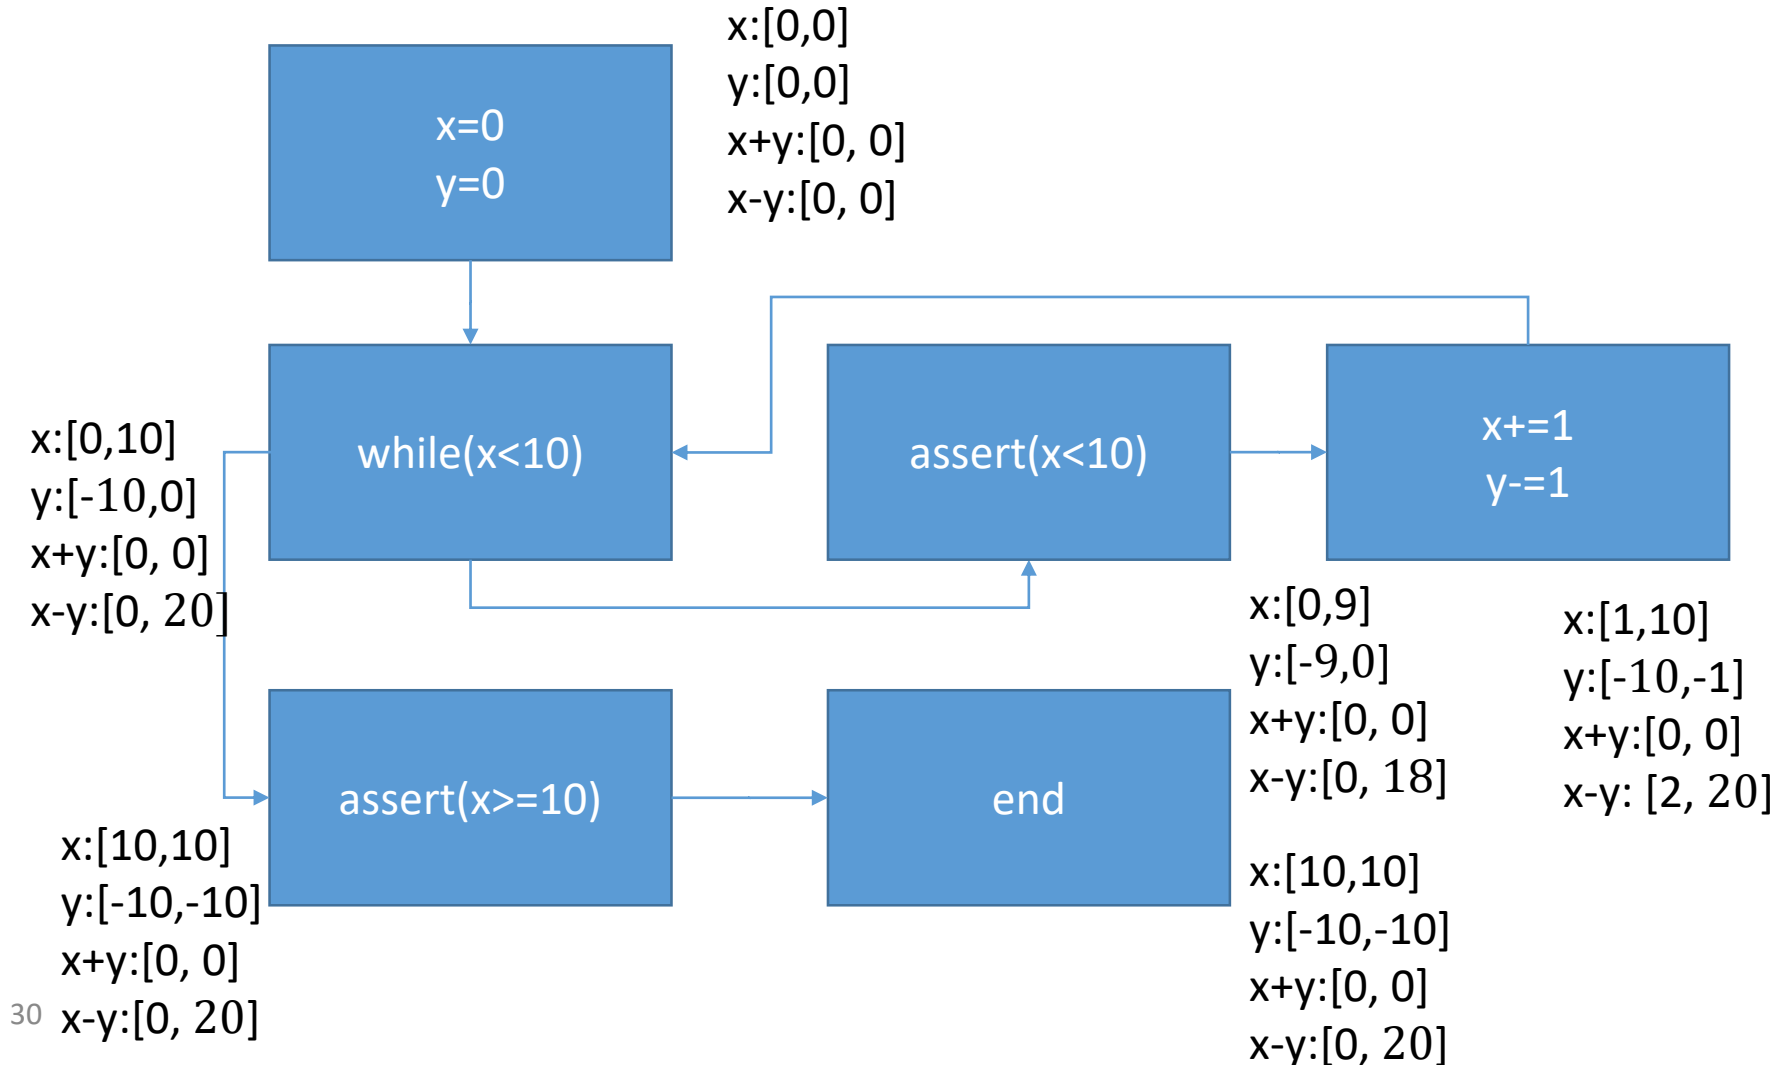 x=0
y=0
x:[0,0]
y:[0,0]
x+y:[0, 0]
x-y:[0, 0]
x:[0,10]
y:[-10,0]
x+y:[0, 0]
x-y:[0, 20]
while(x<10)
assert(x<10)
x+=1
y-=1
x:[0,9]
y:[-9,0]
x+y:[0, 0]
x-y:[0, 18]
x:[1,10]
y:[-10,-1]
x+y:[0, 0]
x-y: [2, 20]
assert(x>=10)
end
x:[10,10]
y:[-10,-10]
x+y:[0, 0]
x-y:[0, 20]
x:[10,10]
y:[-10,-10]
x+y:[0, 0]
x-y:[0, 20]
30